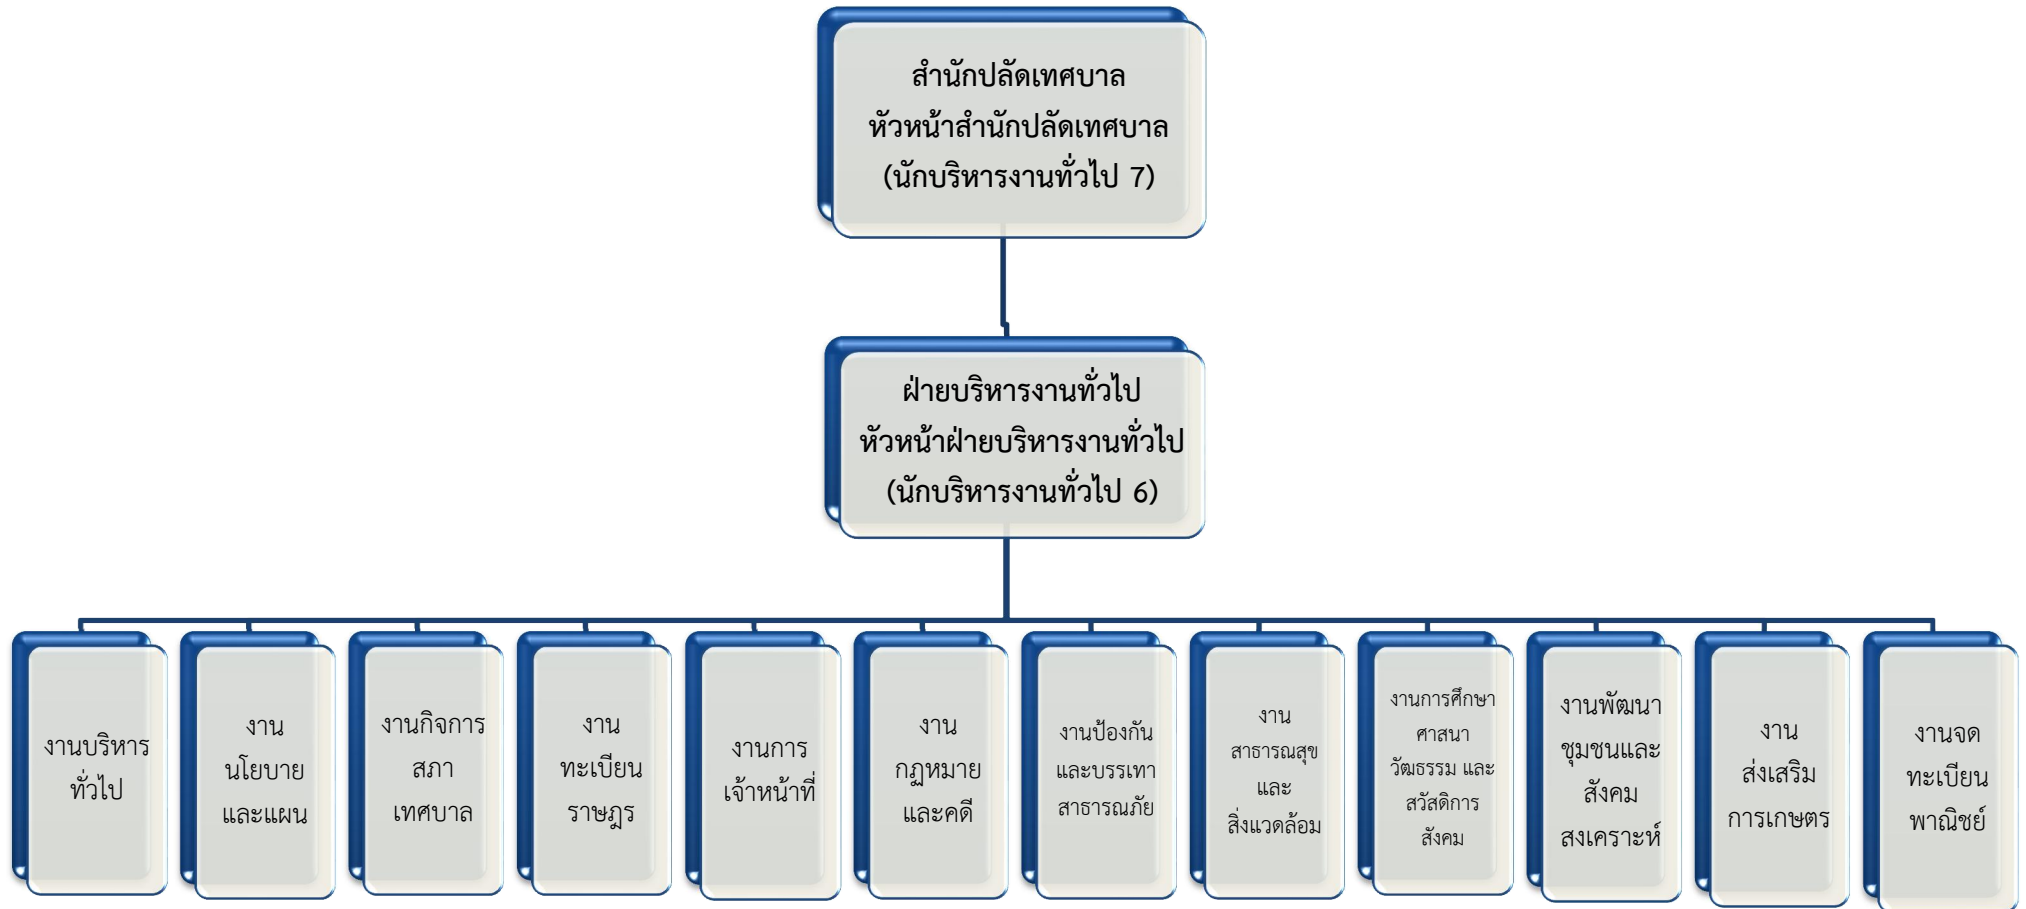 สำนักปลัดเทศบาล
หัวหน้าสำนักปลัดเทศบาล
(นักบริหารงานทั่วไป 7)
ฝ่ายบริหารงานทั่วไป
หัวหน้าฝ่ายบริหารงานทั่วไป
(นักบริหารงานทั่วไป 6)
งานบริหาร
ทั่วไป
งาน
นโยบาย
และแผน
งานกิจการ
สภา
เทศบาล
งาน
ทะเบียน
ราษฎร
งานการ
เจ้าหน้าที่
งาน
กฎหมาย
และคดี
งานป้องกัน
และบรรเทา
สาธารณภัย
งาน
สาธารณสุข
และ
สิ่งแวดล้อม
งานการศึกษา
ศาสนา
วัฒธรรม และ
สวัสดิการ
สังคม
งานพัฒนา
ชุมชนและ
สังคม
สงเคราะห์
งาน
ส่งเสริม
การเกษตร
งานจด
ทะเบียน
พาณิชย์